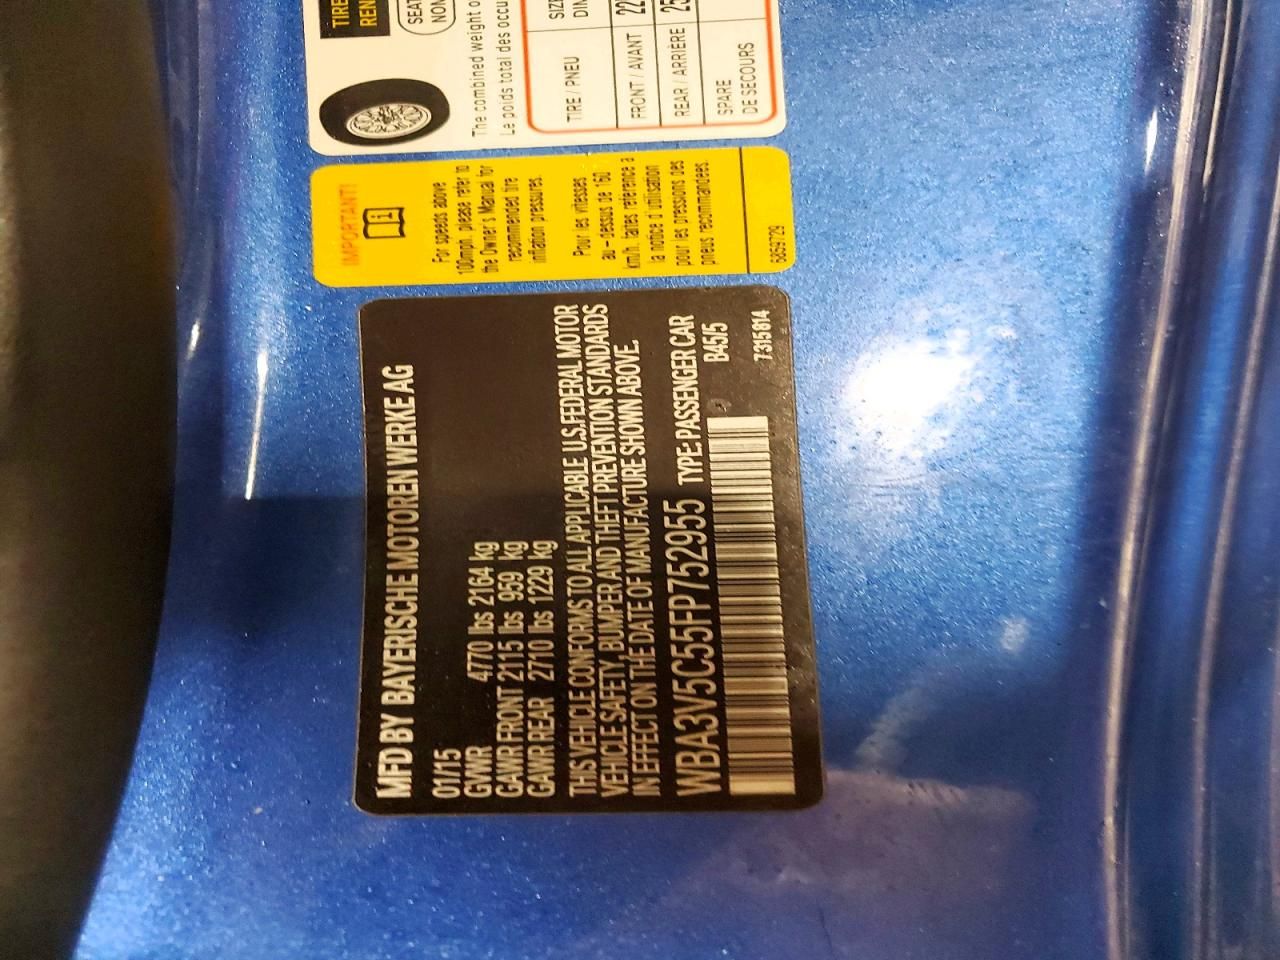 MFD BY BAYERISCHE MOTOREN WERKE AG
01/15
GVWR 4770 lbs 2164 kg
GAWR FRONT 2115 lbs 959 kg
GAWR REAR 2710 lbs 1229 kg
THIS VEHICLE CONFORMS TO ALL APPLICABLE U.S. FEDERAL MOTOR
VEHICLE SAFETY, BUMPER AND THEFT PREVENTION STANDARDS
IN EFFECT ON THE DATE OF MANUFACTURE SHOWN ABOVE.
WBA3V5C55FP752955 TYPE: PASSENGER CAR
B45/5
7 315 814
IMPORTANT!
For speeds above
100mph, please refer to
the Owner's Manual for
recommended tire
inflation pressures.
Pour les vitesses
au-dessus de 160
km/h, faites référence à
la notice d'utilisation
pour les pressions des
pneus recommandées.
6859729
TIRE
REN
SEAT
NOM
The combined weight o
Le poids total des occu
TIRE / PNEU SIZE
DIM
FRONT / AVANT 22
REAR / ARRIÈRE 25
SPARE
DE SECOURS